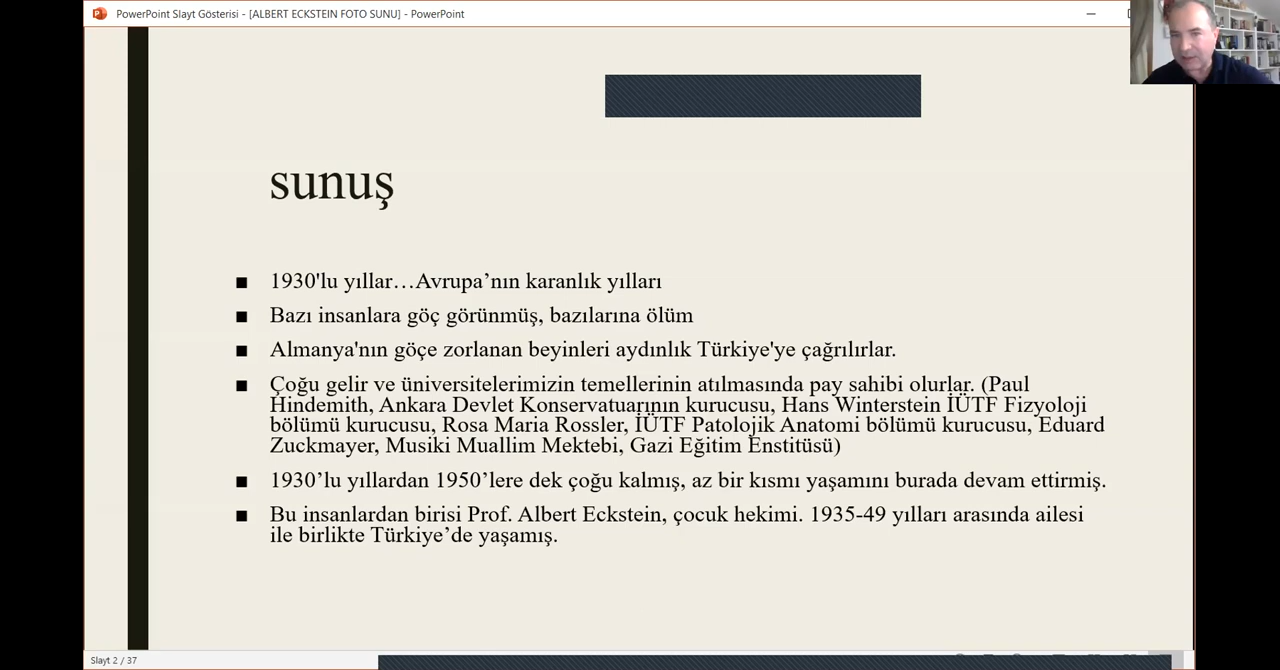 PowerPoint Slayt Gösterisi - [ALBERT ECKSTEIN FOTO SUNU] - PowerPoint
sunuş
■ 1930'lu yıllar…Avrupa’nın karanlık yılları
■ Bazı insanlara göç görünmüş, bazılarına ölüm
■ Almanya'nın göçe zorlanan beyinleri aydınlık Türkiye'ye çağrılırlar.
■ Çoğu gelir ve üniversitelerimizin temellerinin atılmasında pay sahibi olurlar. (Paul
Hindemith, Ankara Devlet Konservatuarının kurucusu, Hans Winterstein İÜTF Fizyoloji
bölümü kurucusu, Rosa Maria Rossler, İÜTF Patolojik Anatomi bölümü kurucusu, Eduard
Zuckmayer, Musiki Muallim Mektebi, Gazi Eğitim Enstitüsü)
■ 1930’lu yıllardan 1950’lere dek çoğu kalmış, az bir kısmı yaşamını burada devam ettirmiş.
■ Bu insanlardan birisi Prof. Albert Eckstein, çocuk hekimi. 1935-49 yılları arasında ailesi
ile birlikte Türkiye’de yaşamış.
Slayt 2 / 37